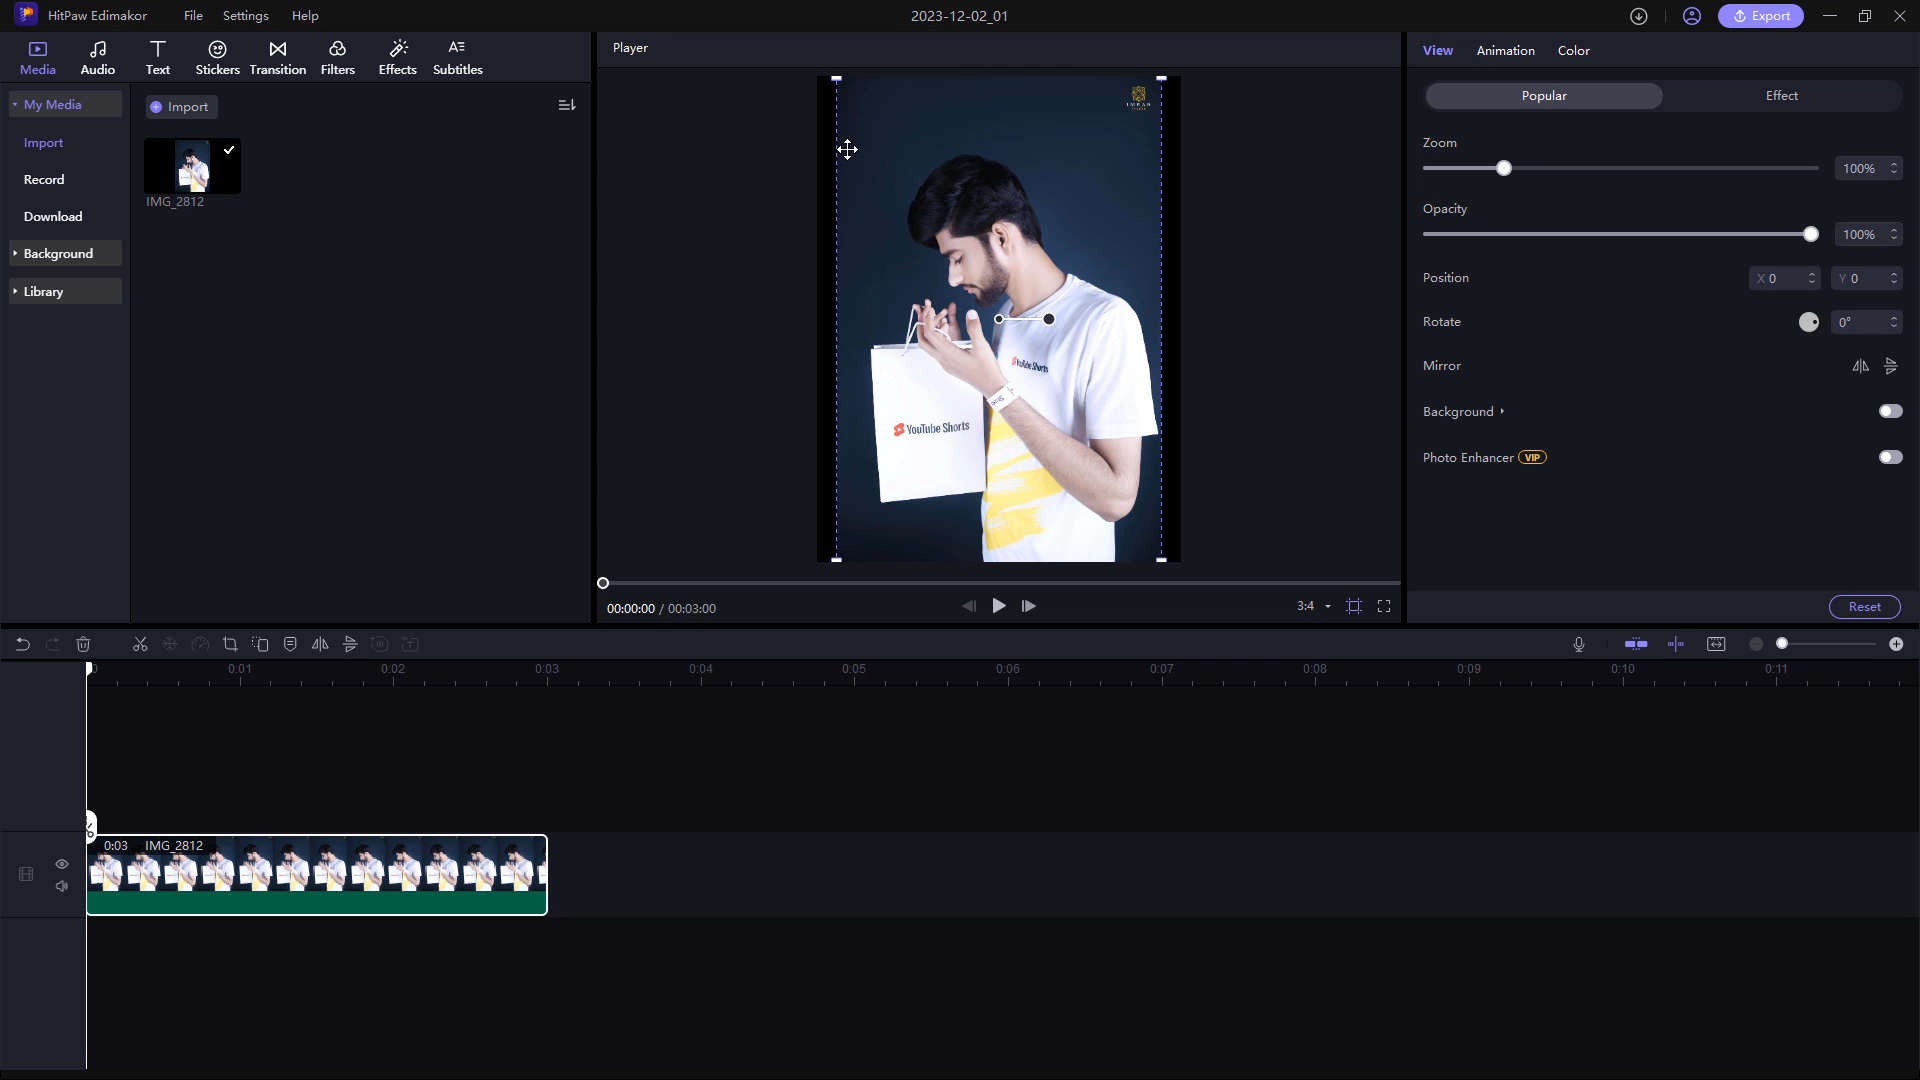 HitPaw Edimakor
File
Settings
Help
2023-12-02_01
Export
Media
Audio
Text
Stickers
Transition
Filters
Effects
Subtitles
My Media
Import
Record
Download
Background
Library
Import
IMG_2812
Player
IMRAN
YouTube Shorts
YouTube Shorts
00:00:00 / 00:03:00
3:4
View
Animation
Color
Popular
Effect
Zoom
100%
Opacity
100%
Position
X 0
Y 0
Rotate
0°
Mirror
Background
Photo Enhancer VIP
Reset
0:01
0:02
0:03
0:04
0:05
0:06
0:07
0:08
0:09
0:10
0:11
0:03 IMG_2812